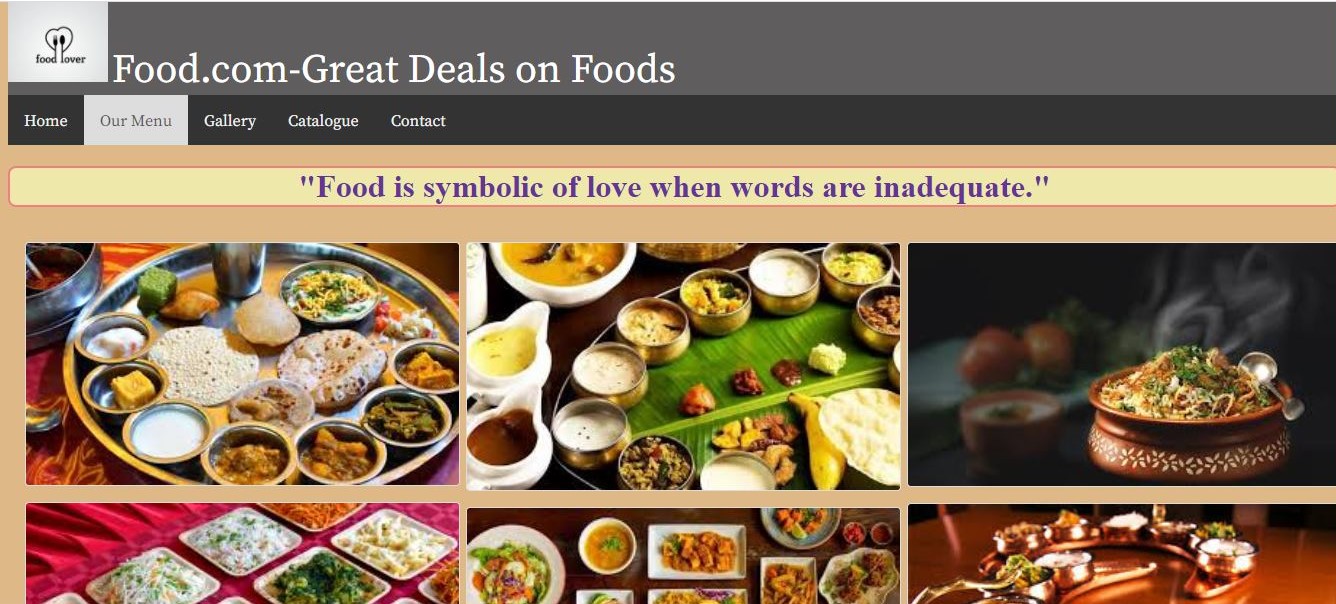 food lover
Food.com-Great Deals on Foods
Home Our Menu Gallery Catalogue Contact
"Food is symbolic of love when words are inadequate."